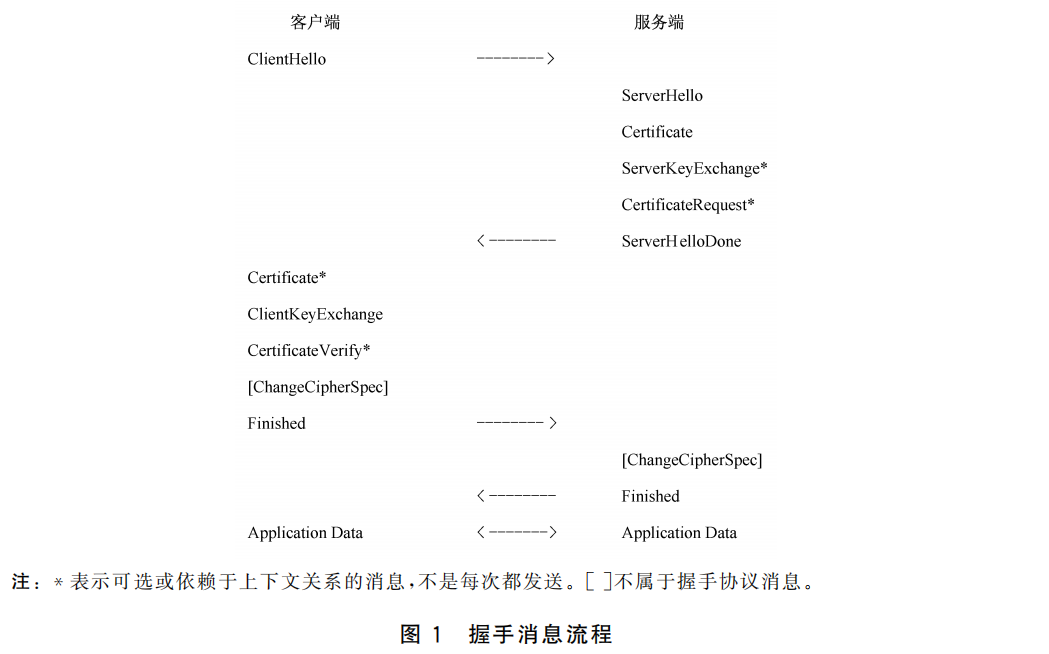 客户端 服务端
ClientHello --------〉
ServerHello
Certificate
ServerKeyExchange*
CertificateRequest*
〈-------- ServerHelloDone
Certificate*
ClientKeyExchange
CertificateVerify*
[ChangeCipherSpec]
Finished --------〉
[ChangeCipherSpec]
〈-------- Finished
Application Data 〈-------〉 Application Data
注：*表示可选或依赖于上下文关系的消息,不是每次都发送。[ ]不属于握手协议消息。
图 1 握手消息流程